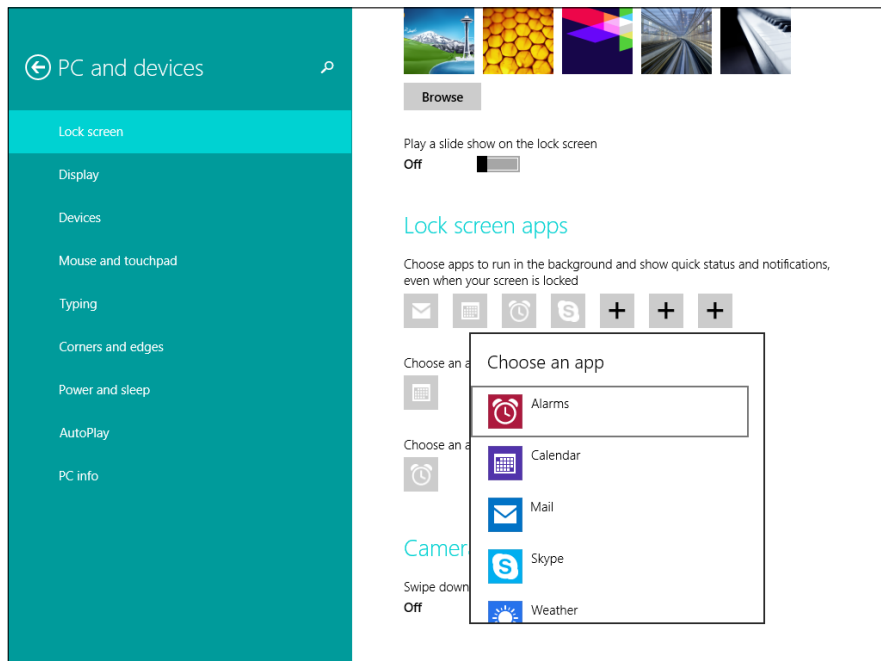 PC and devices
Lock screen
Display
Devices
Mouse and touchpad
Typing
Corners and edges
Power and sleep
AutoPlay
PC info
Browse
Play a slide show on the lock screen
Off
Lock screen apps
Choose apps to run in the background and show quick status and notifications,
even when your screen is locked
Choose an a
Choose an a
Camer
Swipe down
Off
Choose an app
Alarms
Calendar
Mail
Skype
Weather